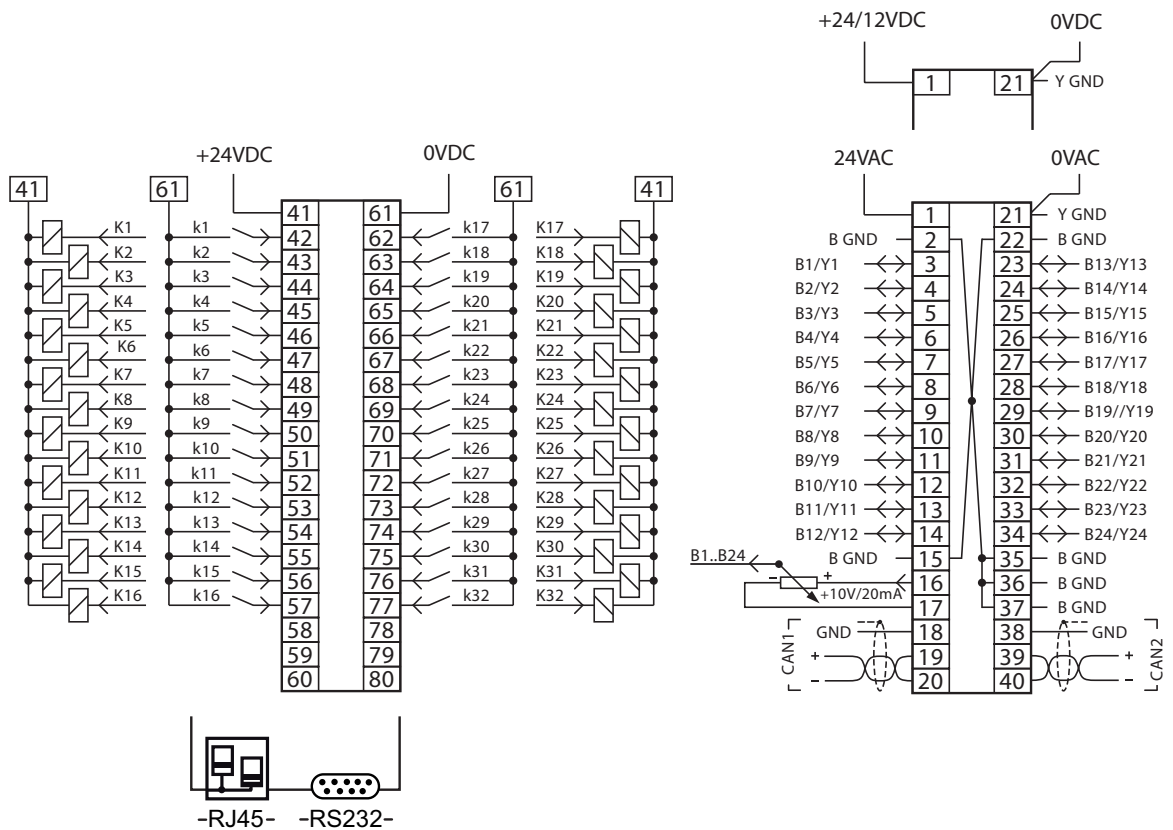 +24/12VDC 0VDC
1 21 Y GND
+24VDC 0VDC 24VAC 0VAC
41 61 61 41
41 61 1 21 Y GND
K1 k1 42 62 k17 K17 B GND 2 22 B GND
K2 k2 43 63 k18 K18 B1/Y1 3 23 B13/Y13
K3 k3 44 64 k19 K19 B2/Y2 4 24 B14/Y14
K4 k4 45 65 k20 K20 B3/Y3 5 25 B15/Y15
K5 k5 46 66 k21 K21 B4/Y4 6 26 B16/Y16
K6 k6 47 67 k22 K22 B5/Y5 7 27 B17/Y17
K7 k7 48 68 k23 K23 B6/Y6 8 28 B18/Y18
K8 k8 49 69 k24 K24 B7/Y7 9 29 B19//Y19
K9 k9 50 70 k25 K25 B8/Y8 10 30 B20/Y20
K10 k10 51 71 k26 K26 B9/Y9 11 31 B21/Y21
K11 k11 52 72 k27 K27 B10/Y10 12 32 B22/Y22
K12 k12 53 73 k28 K28 B11/Y11 13 33 B23/Y23
K13 k13 54 74 k29 K29 B12/Y12 14 34 B24/Y24
K14 k14 55 75 k30 K30 B1..B24 B GND 15 35 B GND
K15 k15 56 76 k31 K31 - + 16 36 B GND
K16 k16 57 77 k32 K32 +10V/20mA 17 37 B GND
58 78 CAN1 GND 18 38 GND CAN2
59 79 + 19 39 +
60 80 - 20 40 -
-RJ45- -RS232-